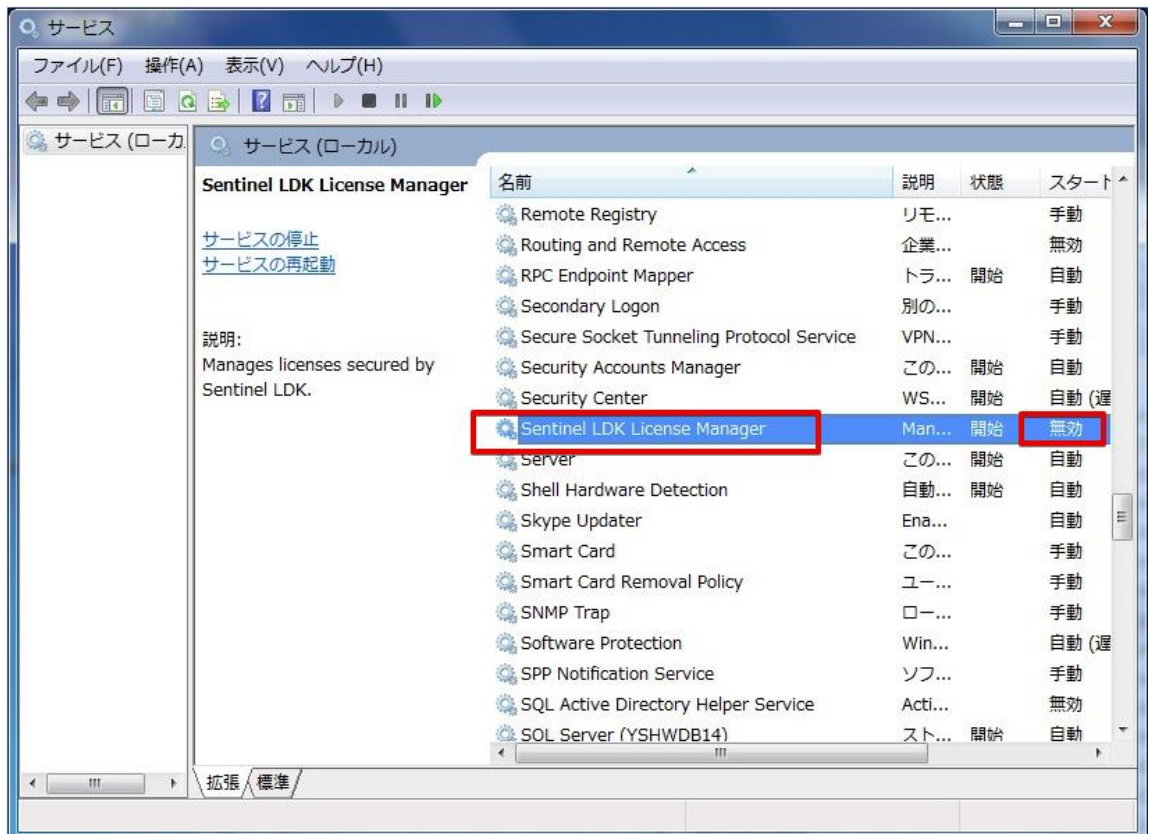 サービス
ファイル(F) 操作(A) 表示(V) ヘルプ(H)
サービス (ローカ
サービス (ローカル)
Sentinel LDK License Manager
サービスの停止
サービスの再起動
説明:
Manages licenses secured by
Sentinel LDK.
名前 説明 状態 スタート
Remote Registry リモ... 手動
Routing and Remote Access 企業... 無効
RPC Endpoint Mapper トラ... 開始 自動
Secondary Logon 別の... 手動
Secure Socket Tunneling Protocol Service VPN... 手動
Security Accounts Manager この... 開始 自動
Security Center WS... 開始 自動 (遅
Sentinel LDK License Manager Man... 開始 無効
Server この... 開始 自動
Shell Hardware Detection 自動... 開始 自動
Skype Updater Ena... 自動
Smart Card この... 手動
Smart Card Removal Policy ユー... 手動
SNMP Trap ロー... 手動
Software Protection Win... 自動 (遅
SPP Notification Service ソフ... 手動
SQL Active Directory Helper Service Acti... 無効
SQL Server (YSHWDB14) スト... 開始 自動
拡張 標準